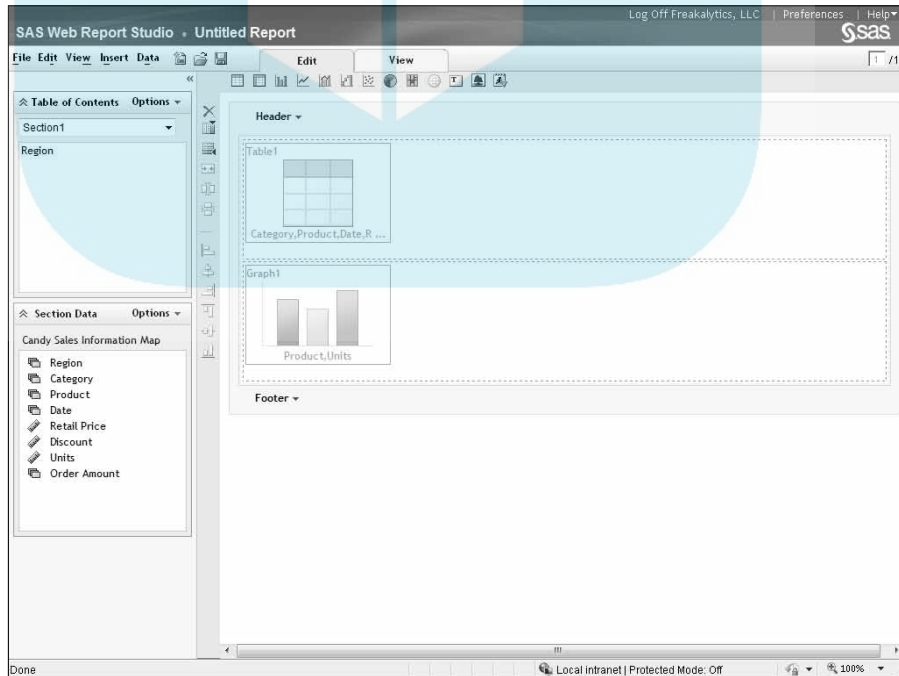 Log Off Freakalytics, LLC | Preferences | Help
SAS Web Report Studio • Untitled Report
sas
File Edit View Insert Data
Edit
View
1 /1
«
Table of Contents Options
Section1
Region
Header
Table1
Category,Product,Date,R ...
Graph1
Product,Units
Footer
Section Data Options
Candy Sales Information Map
Region
Category
Product
Date
Retail Price
Discount
Units
Order Amount
Done
Local intranet | Protected Mode: Off
100%